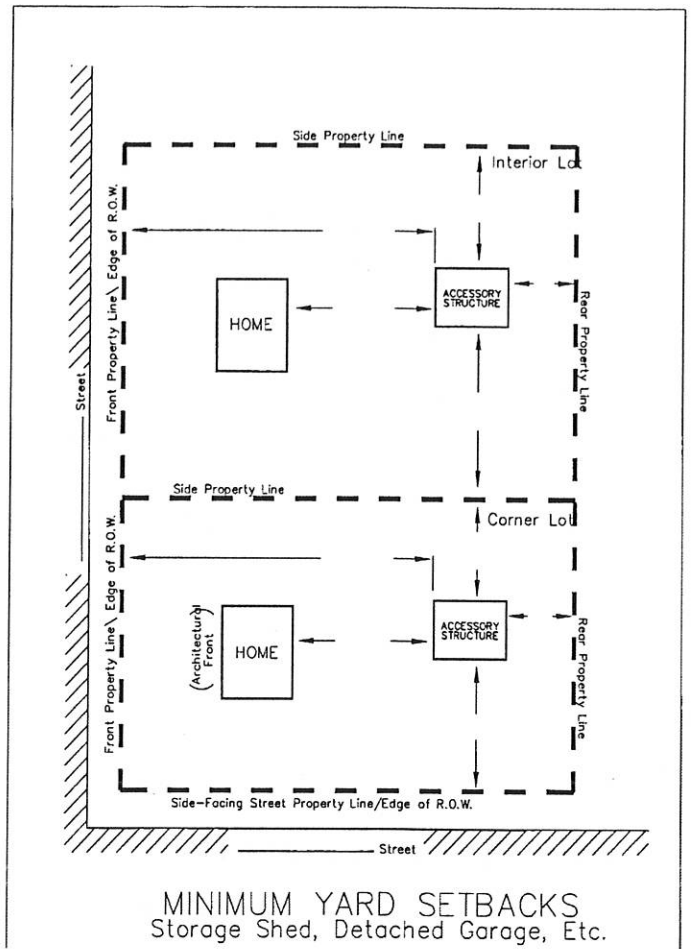 Side Property Line
Interior Lot
Front Property Line\ Edge of R.O.W.
HOME
ACCESSORY
STRUCTURE
Rear Property Line
Street
Side Property Line
Corner Lot
Front Property Line\ Edge of R.O.W.
(Architectural
Front)
HOME
ACCESSORY
STRUCTURE
Rear Property Line
Side-Facing Street Property Line/Edge of R.O.W.
Street
MINIMUM YARD SETBACKS
Storage Shed, Detached Garage, Etc.